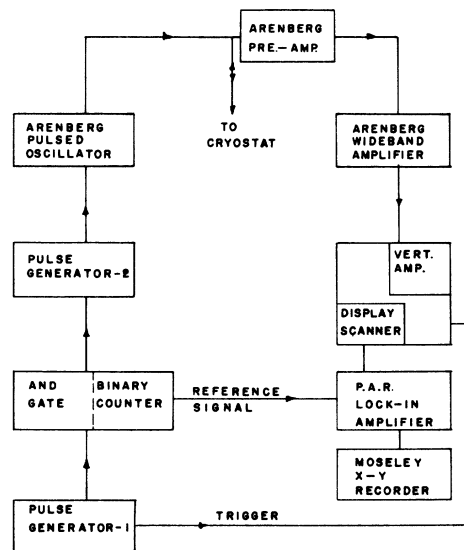 ARENBERG
PRE.-AMP.
TO
CRYOSTAT
ARENBERG
PULSED
OSCILLATOR
ARENBERG
WIDEBAND
AMPLIFIER
PULSE
GENERATOR-2
VERT.
AMP.
DISPLAY
SCANNER
AND
GATE
BINARY
COUNTER
REFERENCE
SIGNAL
P.A.R.
LOCK-IN
AMPLIFIER
MOSELEY
X-Y
RECORDER
PULSE
GENERATOR-1
TRIGGER